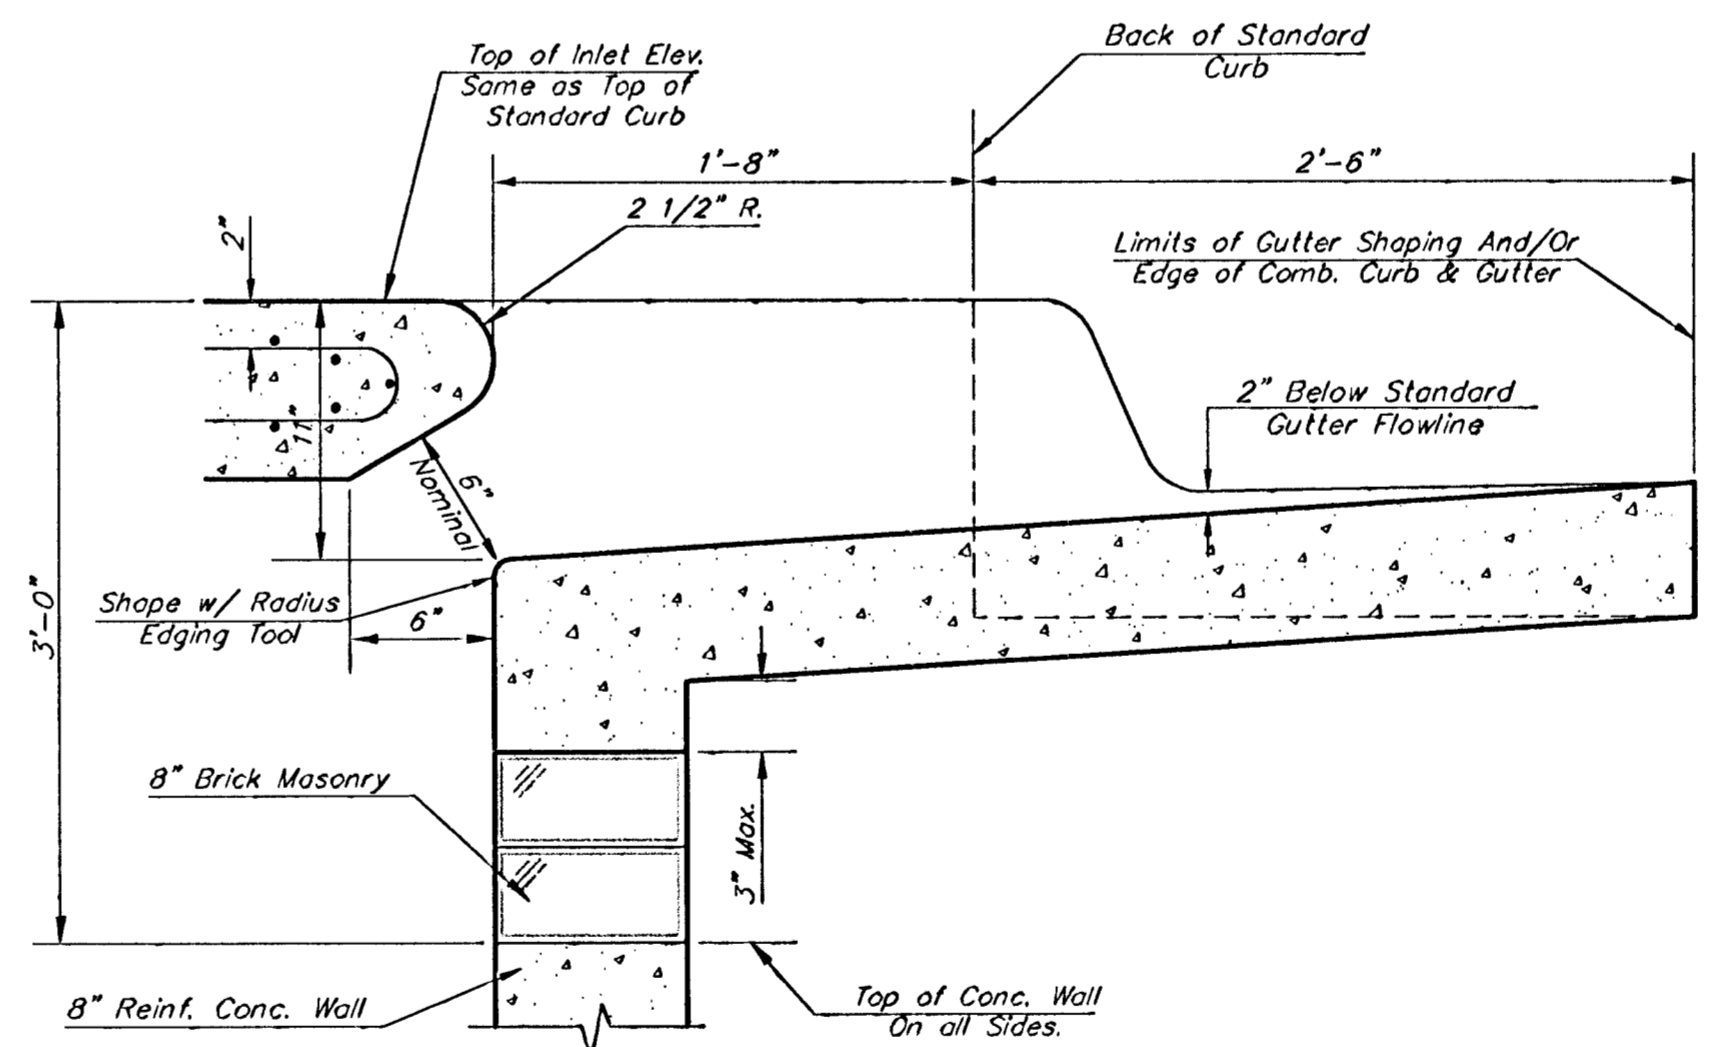 Top of Inlet Elev.
Same as Top of
Standard Curb
Back of Standard
Curb
1'-8"
2'-6"
2 1/2" R.
2"
Limits of Gutter Shaping And/Or
Edge of Comb. Curb & Gutter
2" Below Standard
Gutter Flowline
11"
6"
Nominal
3'-0"
Shape w/ Radius
Edging Tool
6"
8" Brick Masonry
3" Max.
8" Reinf. Conc. Wall
Top of Conc. Wall
On all Sides.